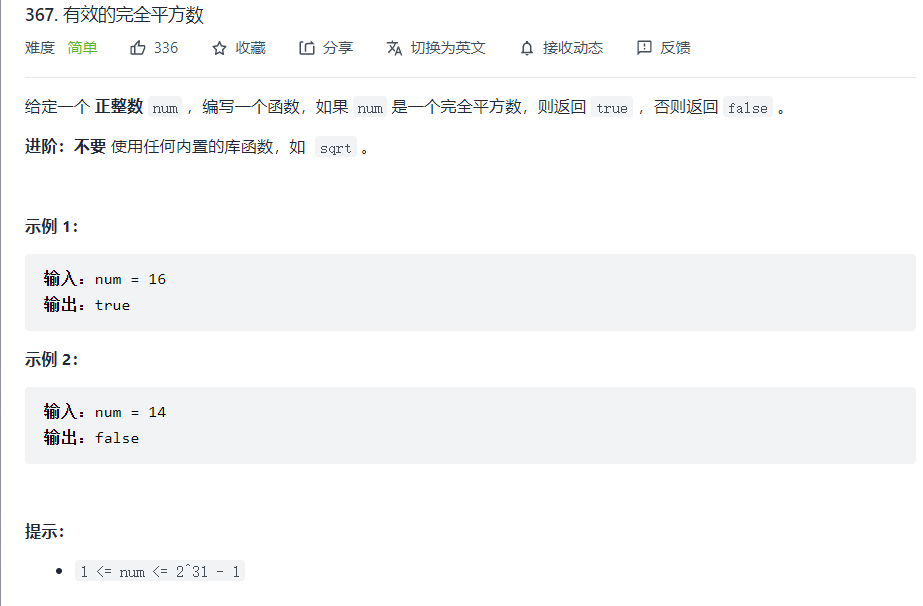 367. 有效的完全平方数
难度 简单 336 收藏 分享 切换为英文 接收动态 反馈
给定一个 正整数 num ，编写一个函数，如果 num 是一个完全平方数，则返回 true ，否则返回 false 。
进阶：不要 使用任何内置的库函数，如 sqrt 。
示例 1：
输入：num = 16
输出：true
示例 2：
输入：num = 14
输出：false
提示：
1 <= num <= 2^31 - 1